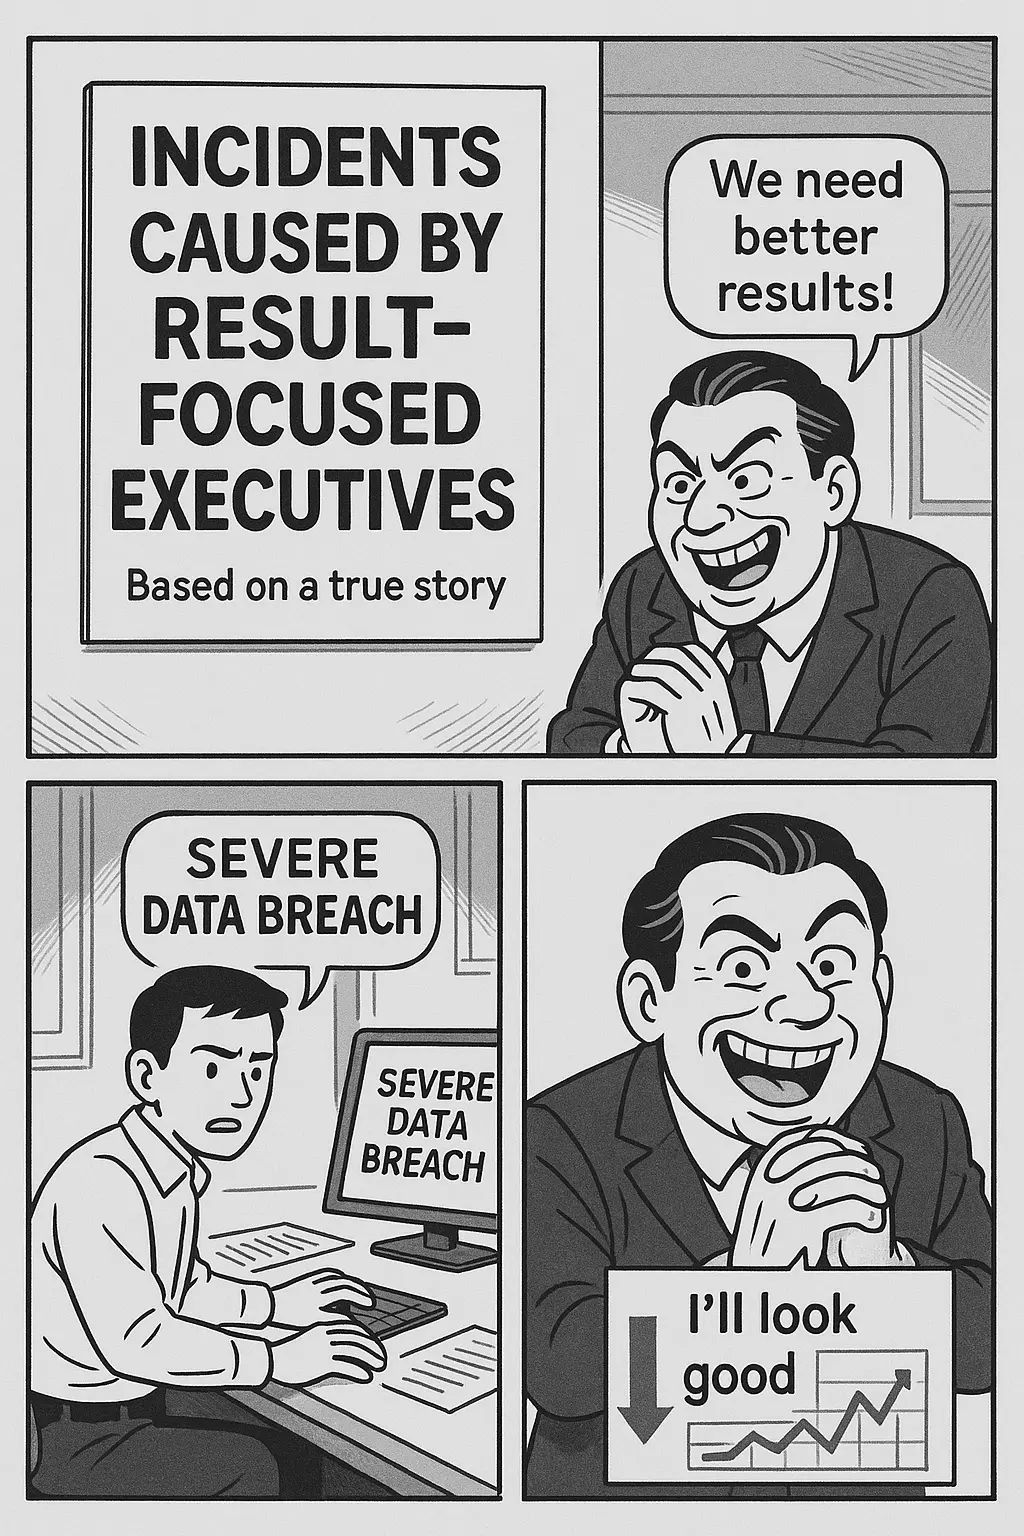 INCIDENTS
CAUSED BY
RESULT-
FOCUSED
EXECUTIVES
Based on a true story
We need
better
results!
SEVERE
DATA BREACH
SEVERE
DATA
BREACH
I'll look
good